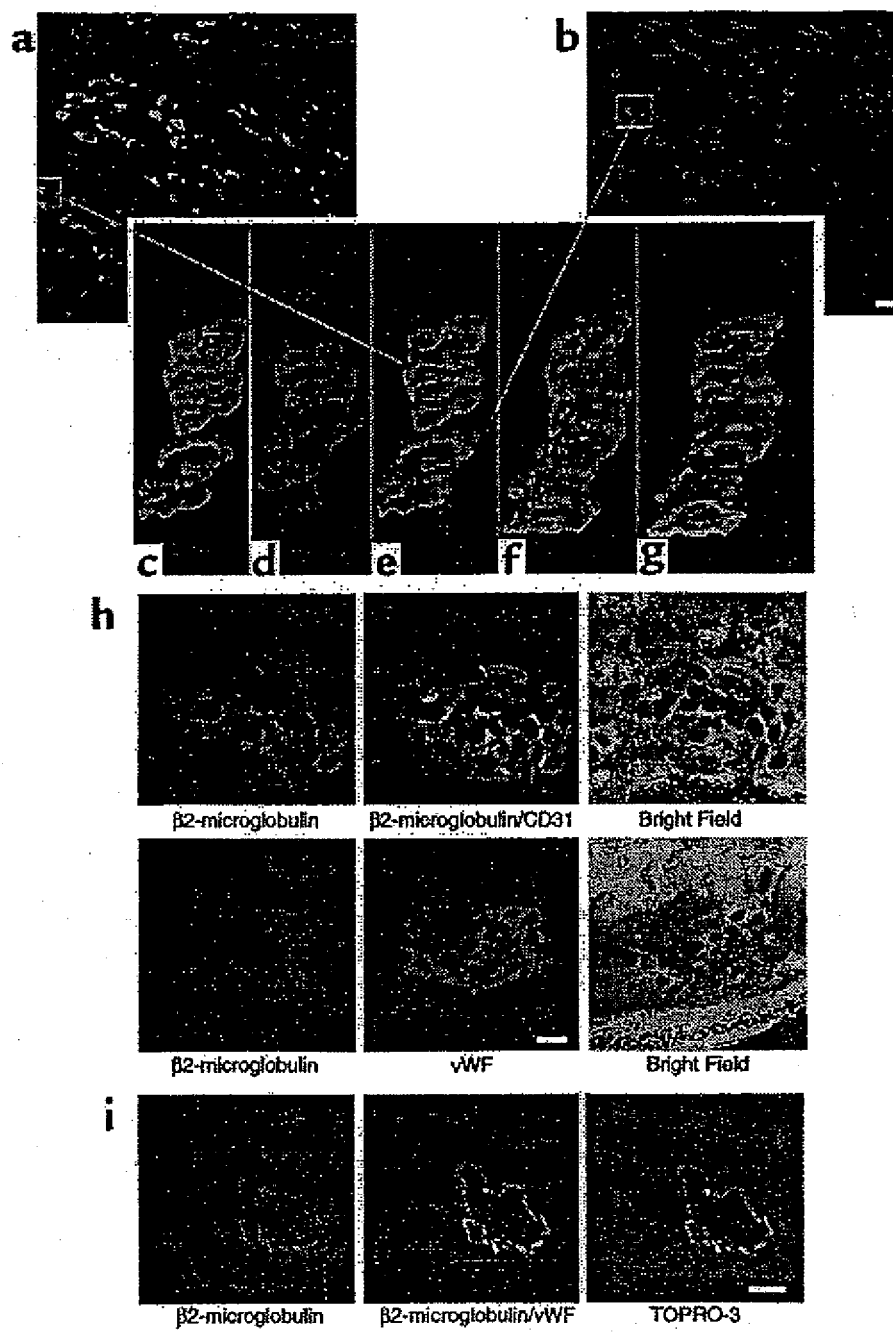 a
b
c d e f g
h
β2-microglobulin β2-microglobulin/CD31 Bright Field
β2-microglobulin vWF Bright Field
i
β2-microglobulin β2-microglobulin/vWF TOPRO-3